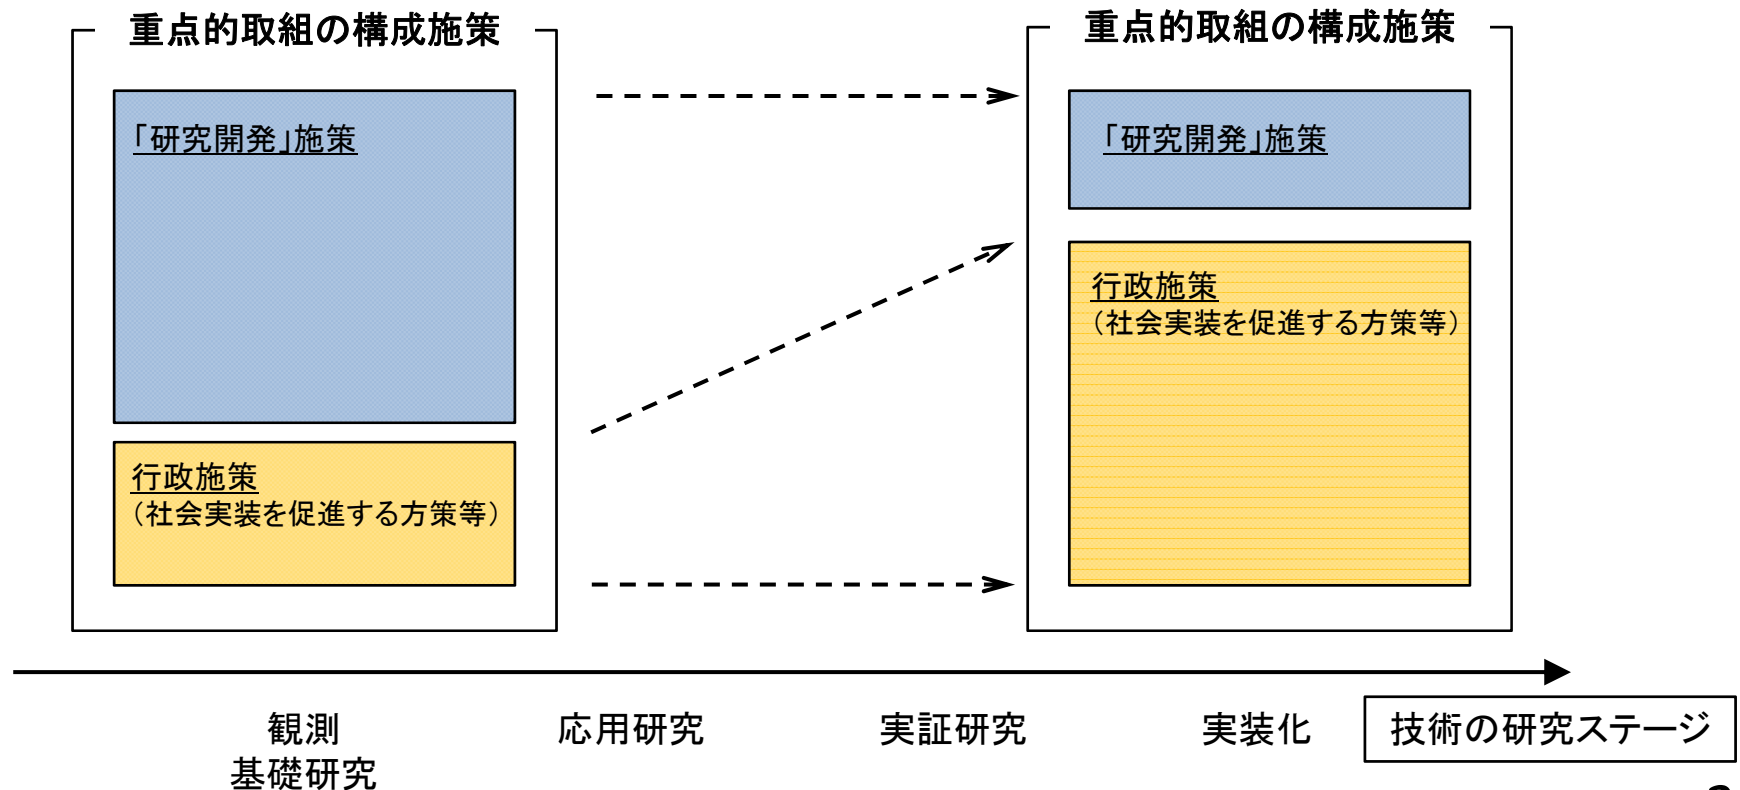 重点的取組の構成施策
「研究開発」施策
行政施策
（社会実装を促進する方策等）
重点的取組の構成施策
「研究開発」施策
行政施策
（社会実装を促進する方策等）
観測
基礎研究
応用研究
実証研究
実装化
技術の研究ステージ